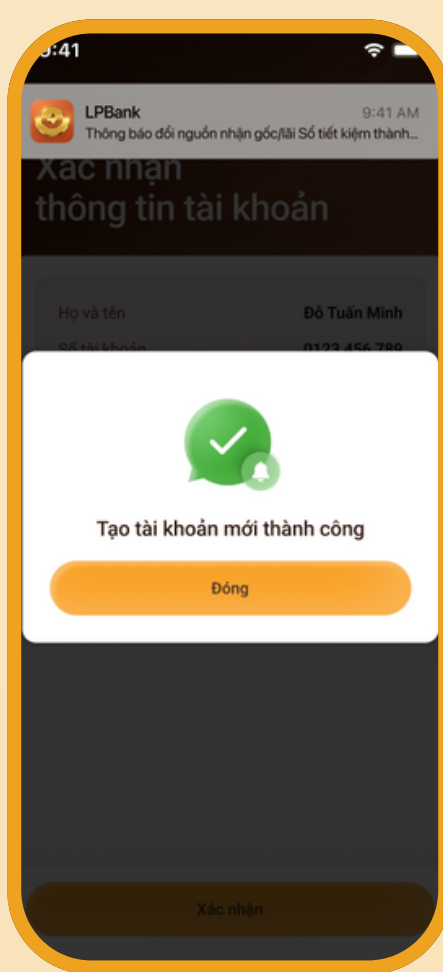 9:41
LPBank 9:41 AM
Thông báo đổi nguồn nhận gốc/lãi Sổ tiết kiệm thành...
Xác nhận
thông tin tài khoản
Họ và tên Đỗ Tuấn Minh
Số tài khoản 0123 456 789
Tạo tài khoản mới thành công
Đóng
Xác nhận